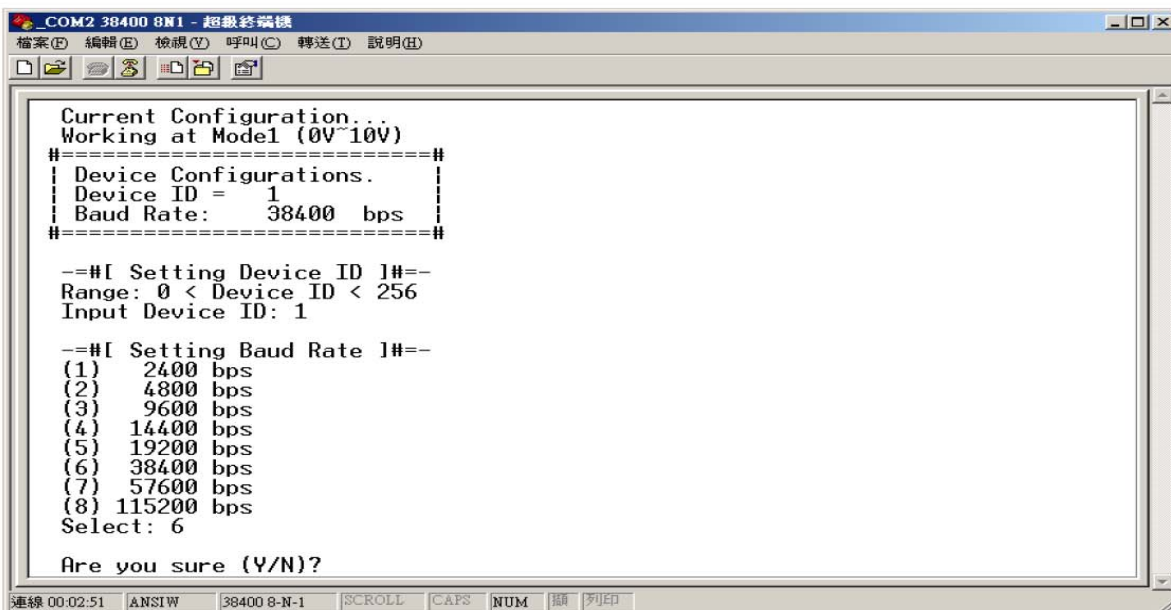 _COM2 38400 8N1 - 超級終端機
檔案(F) 編輯(E) 檢視(V) 呼叫(C) 轉送(T) 說明(H)
Current Configuration...
Working at Mode1 (0V~10V)
#===========================#
| Device Configurations. |
| Device ID = 1 |
| Baud Rate: 38400 bps |
#===========================#
-=#[ Setting Device ID ]#=-
Range: 0 < Device ID < 256
Input Device ID: 1
-=#[ Setting Baud Rate ]#=-
(1) 2400 bps
(2) 4800 bps
(3) 9600 bps
(4) 14400 bps
(5) 19200 bps
(6) 38400 bps
(7) 57600 bps
(8) 115200 bps
Select: 6
Are you sure (Y/N)?
連線 00:02:51 ANSIW 38400 8-N-1 SCROLL CAPS NUM 擷 列印